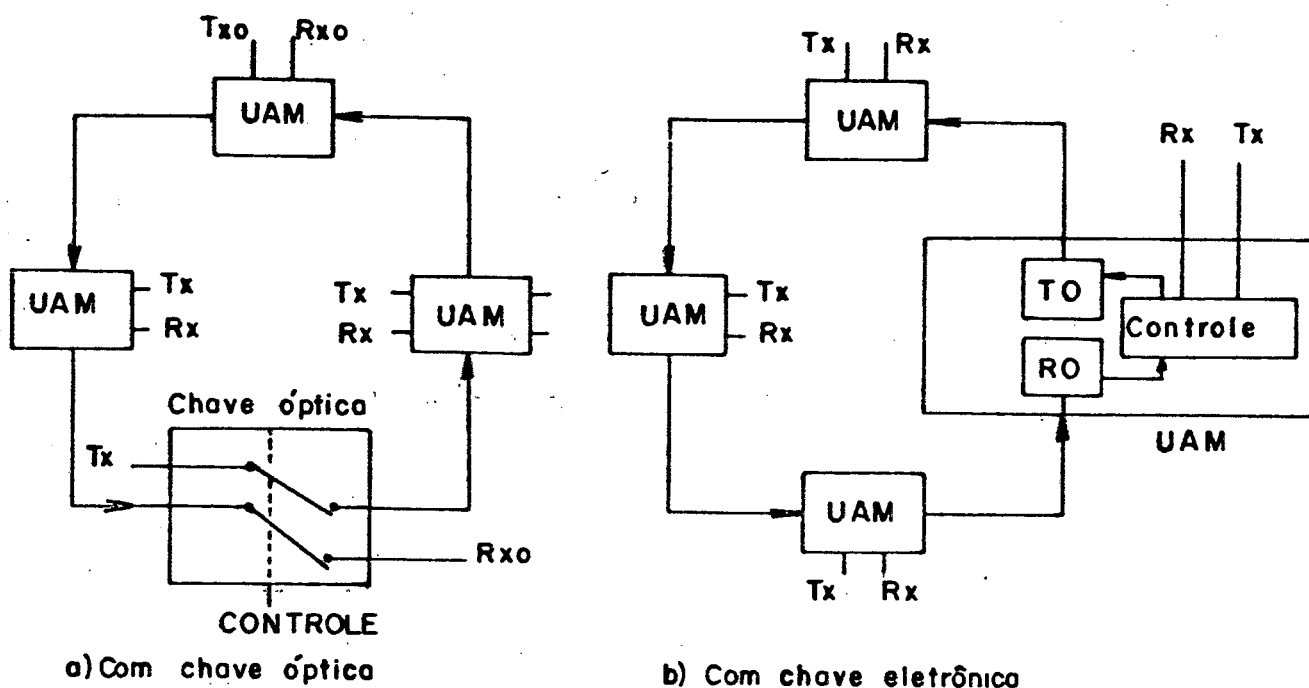 Txo Rxo
UAM
UAM
Tx
Rx
Tx
Rx
UAM
Chave óptica
Tx
Rxo
CONTROLE
a) Com chave óptica
Tx Rx
UAM
Rx Tx
UAM
Tx
Rx
TO
Controle
RO
UAM
UAM
Tx Rx
b) Com chave eletrônica